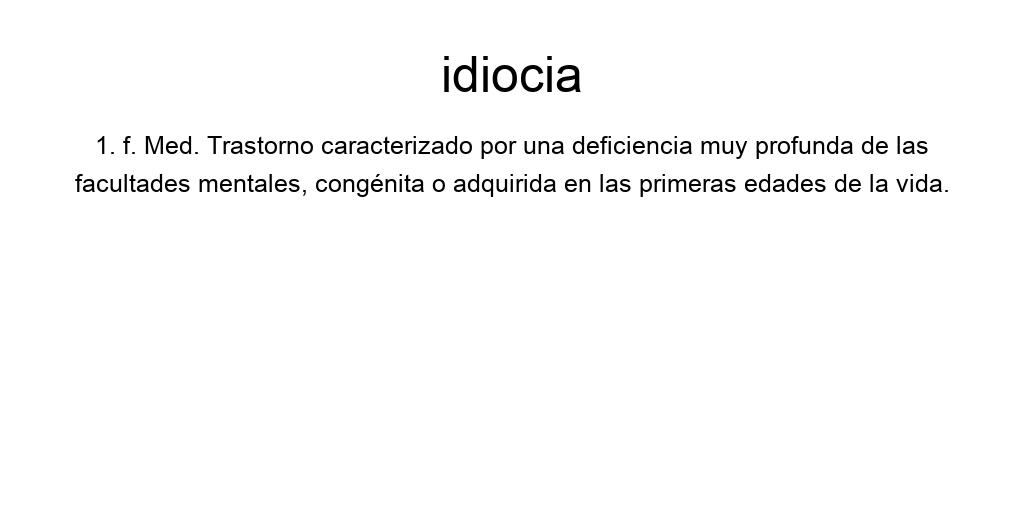 idiocia
1. f. Med. Trastorno caracterizado por una deficiencia muy profunda de las
facultades mentales, congénita o adquirida en las primeras edades de la vida.